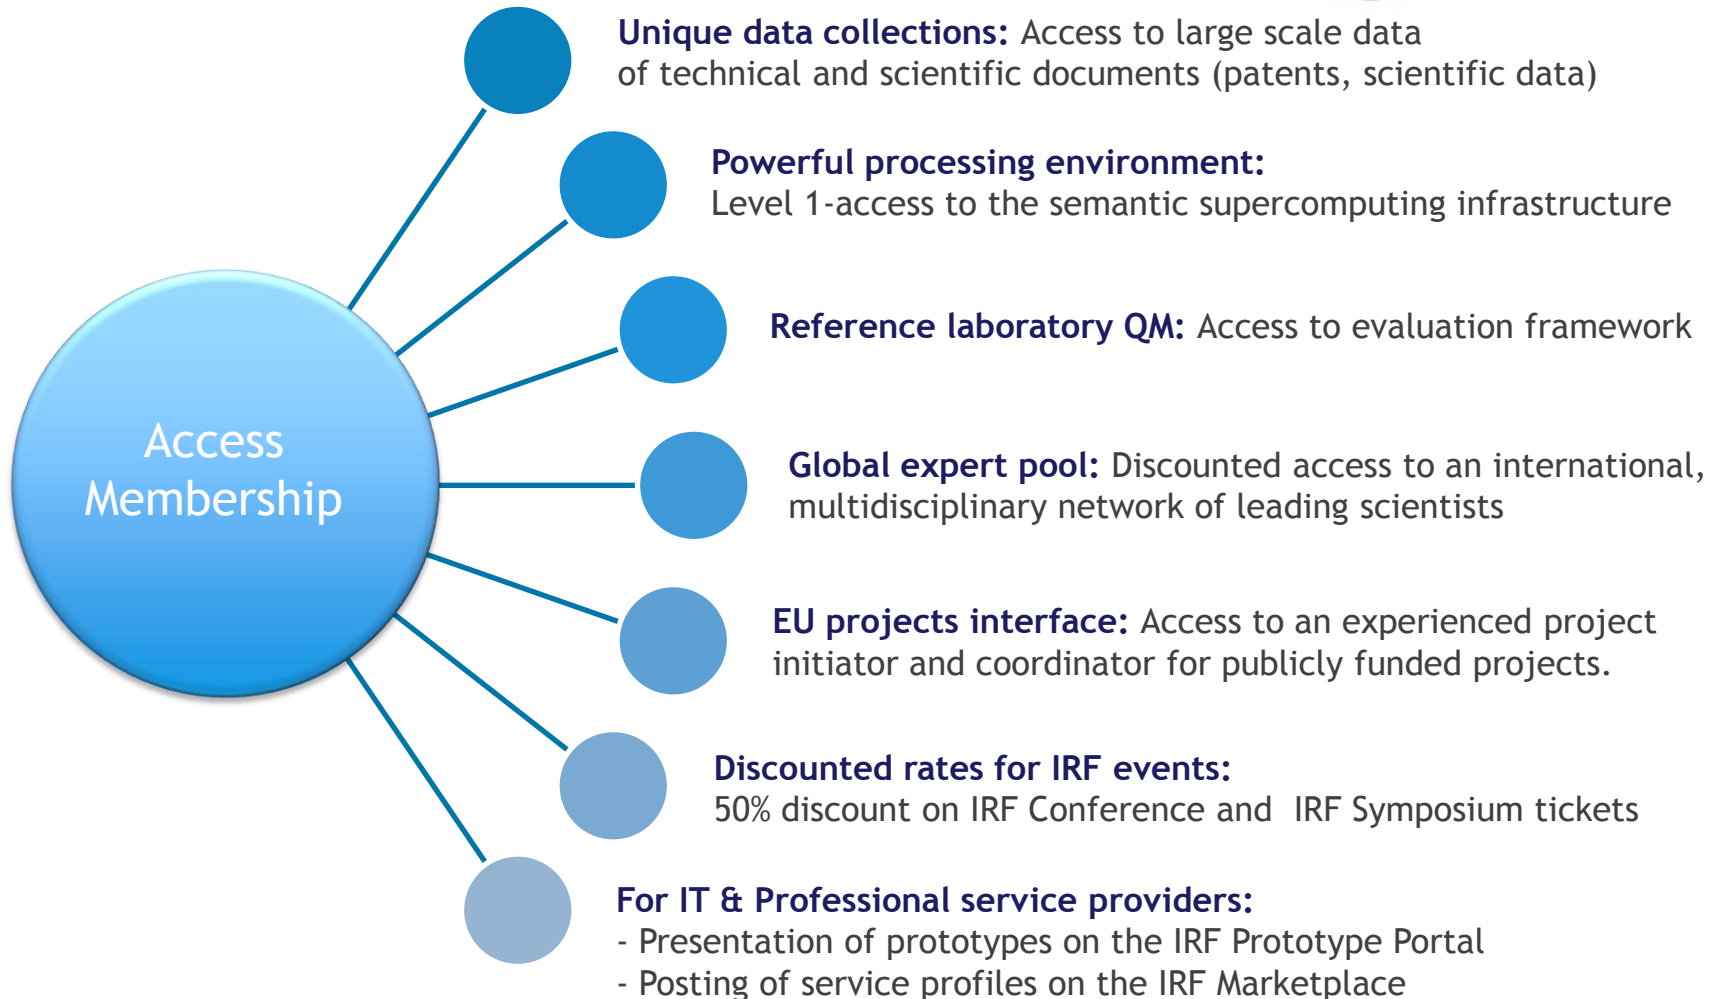 Unique data collections: Access to large scale data
of technical and scientific documents (patents, scientific data)
Powerful processing environment:
Level 1-access to the semantic supercomputing infrastructure
Reference laboratory QM: Access to evaluation framework
Access
Membership
Global expert pool: Discounted access to an international,
multidisciplinary network of leading scientists
EU projects interface: Access to an experienced project
initiator and coordinator for publicly funded projects.
Discounted rates for IRF events:
50% discount on IRF Conference and  IRF Symposium tickets
For IT & Professional service providers:
- Presentation of prototypes on the IRF Prototype Portal
- Posting of service profiles on the IRF Marketplace